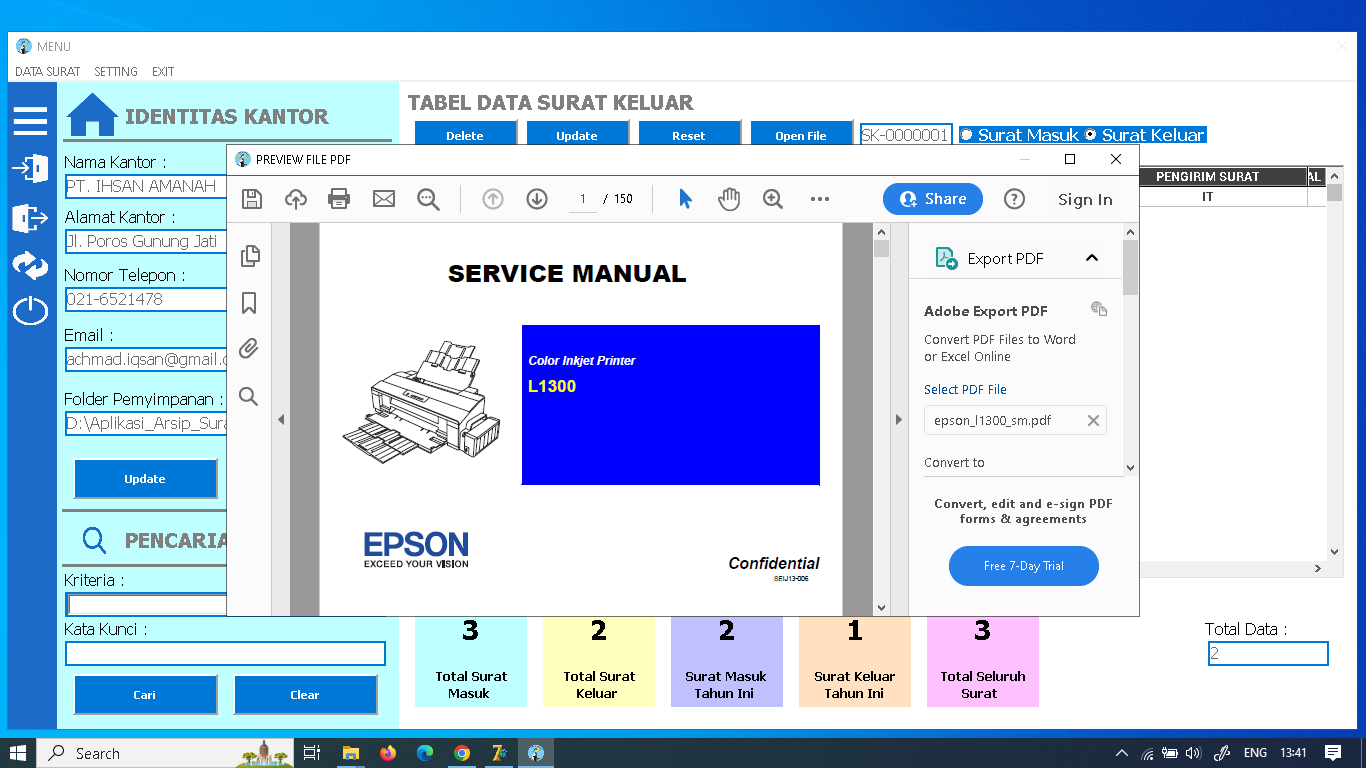 MENU
DATA SURAT SETTING EXIT
IDENTITAS KANTOR
Nama Kantor :
PT. IHSAN AMANAH
Alamat Kantor :
Jl. Poros Gunung Jati
Nomor Telepon :
021-6521478
Email :
achmad.iqsan@gmail.c
Folder Pemyimpanan :
D:\Aplikasi_Arsip_Sura
Update
PENCARIA
Kriteria :
Kata Kunci :
Cari Clear
TABEL DATA SURAT KELUAR
Delete Update Reset Open File SK-0000001 Surat Masuk Surat Keluar
PENGIRIM SURAT AL
IT
PREVIEW FILE PDF
1 / 150 Share Sign In
SERVICE MANUAL
Color Inkjet Printer
L1300
EPSON
EXCEED YOUR VISION
Confidential
SEIJ13-006
Export PDF
Adobe Export PDF
Convert PDF Files to Word
or Excel Online
Select PDF File
epson_l1300_sm.pdf
Convert to
Convert, edit and e-sign PDF
forms & agreements
Free 7-Day Trial
3
Total Surat
Masuk
2
Total Surat
Keluar
2
Surat Masuk
Tahun Ini
1
Surat Keluar
Tahun Ini
3
Total Seluruh
Surat
Total Data :
2
Search
ENG 13:41